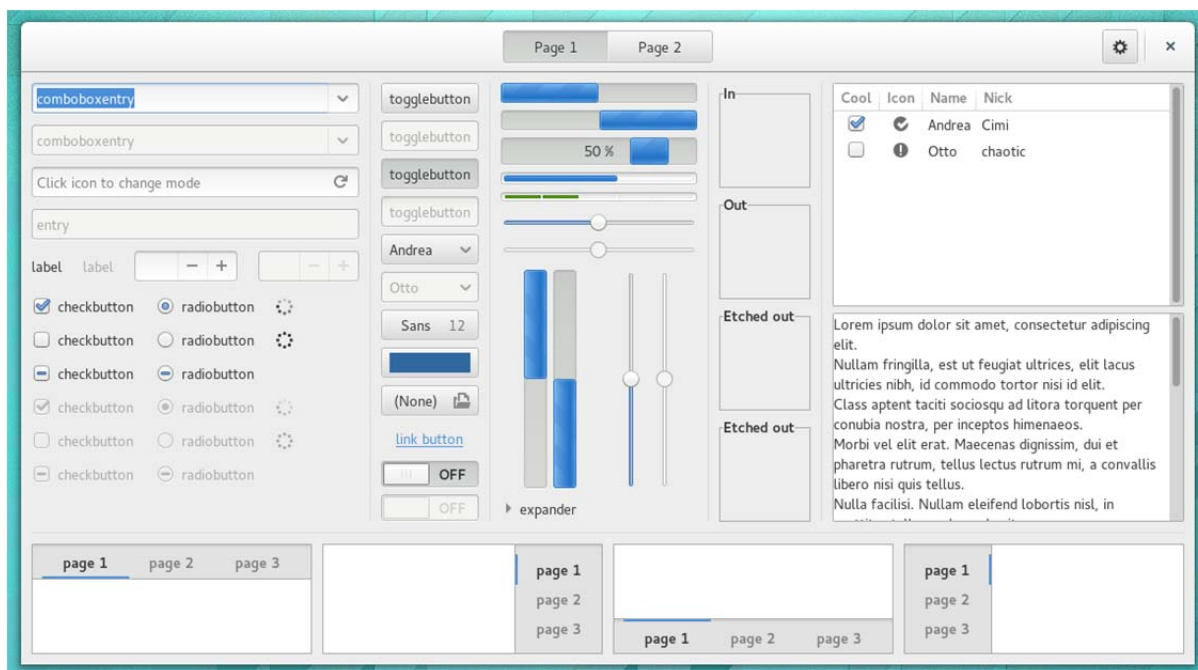 Page 1
Page 2
comboboxentry
comboboxentry
Click icon to change mode
entry
label
label
checkbutton
radiobutton
checkbutton
radiobutton
checkbutton
radiobutton
checkbutton
radiobutton
checkbutton
radiobutton
checkbutton
radiobutton
togglebutton
togglebutton
togglebutton
togglebutton
Andrea
Otto
Sans 12
(None)
link button
OFF
OFF
50 %
expander
In
Out
Etched out
Etched out
Cool Icon Name Nick
Andrea Cimi
Otto chaotic
Lorem ipsum dolor sit amet, consectetur adipiscing
elit.
Nullam fringilla, est ut feugiat ultrices, elit lacus
ultricies nibh, id commodo tortor nisi id elit.
Class aptent taciti sociosqu ad litora torquent per
conubia nostra, per inceptos himenaeos.
Morbi vel elit erat. Maecenas dignissim, dui et
pharetra rutrum, tellus lectus rutrum mi, a convallis
libero nisi quis tellus.
Nulla facilisi. Nullam eleifend lobortis nisl, in
page 1
page 2
page 3
page 1
page 2
page 3
page 1
page 2
page 3
page 1
page 2
page 3